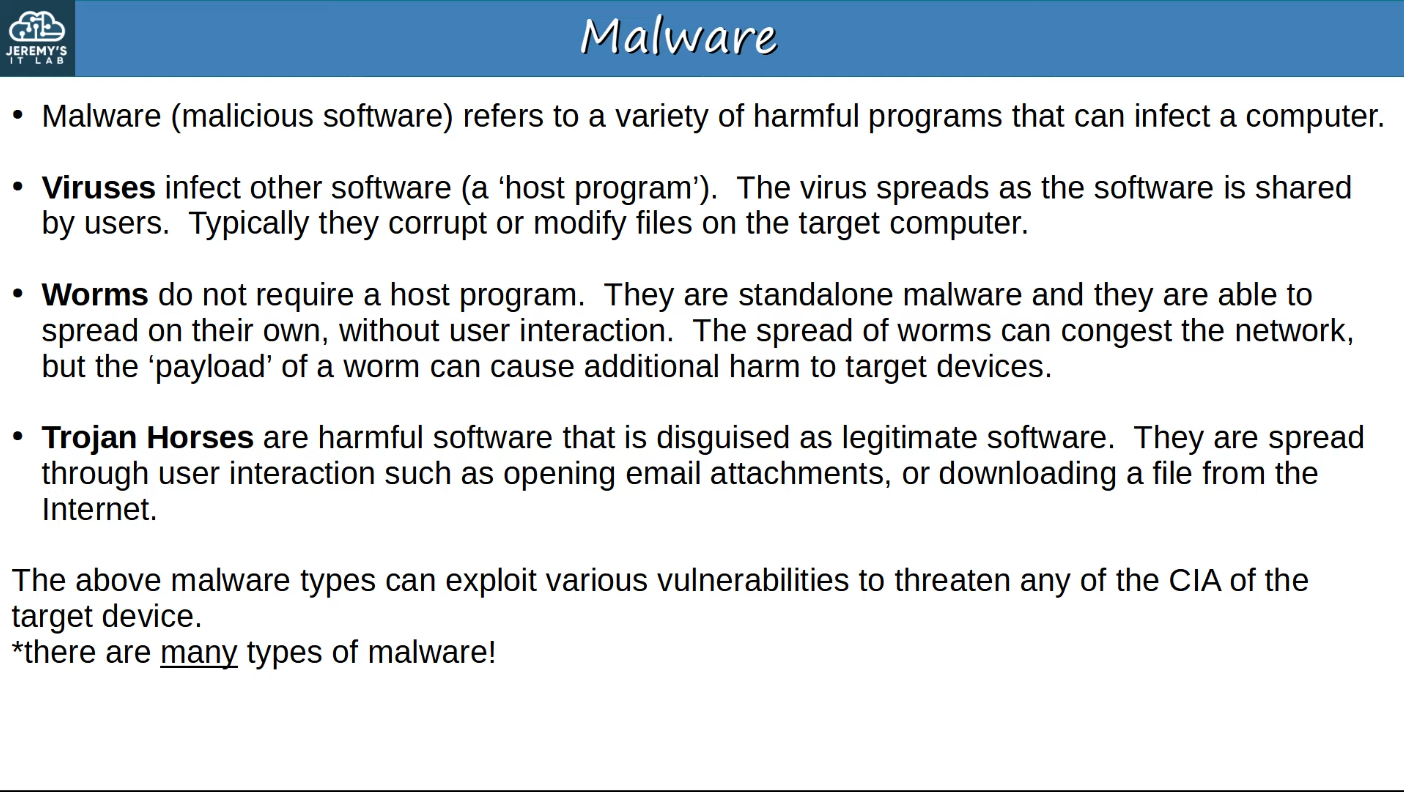 JEREMY'S
IT LAB
Malware
• Malware (malicious software) refers to a variety of harmful programs that can infect a computer.
• Viruses infect other software (a ‘host program’).  The virus spreads as the software is shared
by users.  Typically they corrupt or modify files on the target computer.
• Worms do not require a host program.  They are standalone malware and they are able to
spread on their own, without user interaction.  The spread of worms can congest the network,
but the ‘payload’ of a worm can cause additional harm to target devices.
• Trojan Horses are harmful software that is disguised as legitimate software.  They are spread
through user interaction such as opening email attachments, or downloading a file from the
Internet.
The above malware types can exploit various vulnerabilities to threaten any of the CIA of the
target device.
*there are many types of malware!